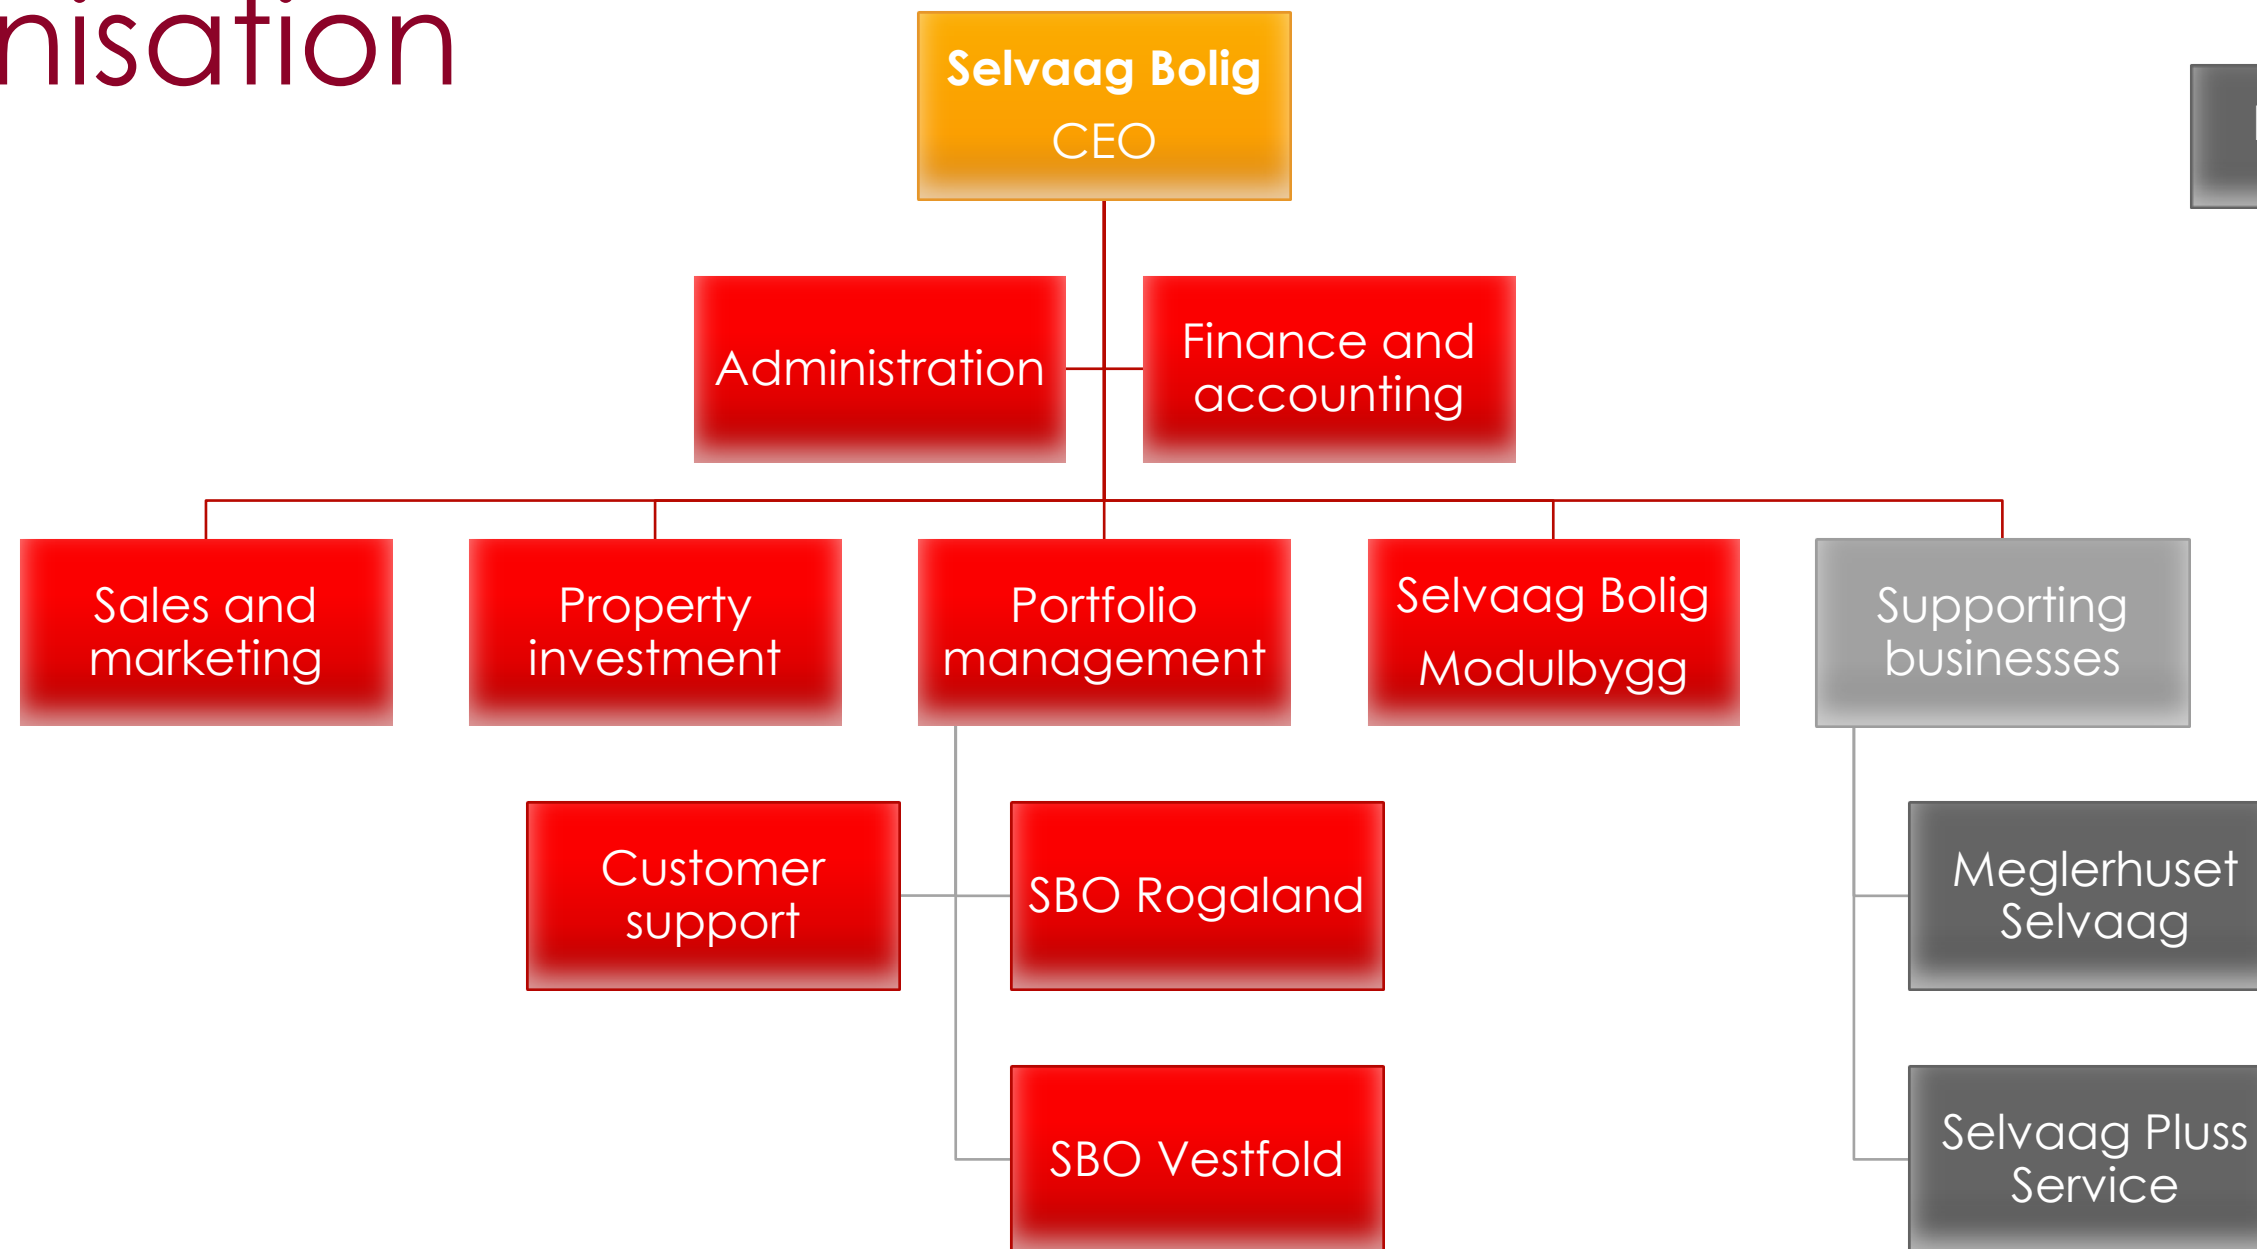 nisation
Selvaag Bolig
CEO
Administration
Finance and
accounting
Sales and
marketing
Property
investment
Portfolio
management
Selvaag Bolig
Modulbygg
Supporting
businesses
Customer
support
SBO Rogaland
Meglerhuset
Selvaag
SBO Vestfold
Selvaag Pluss
Service